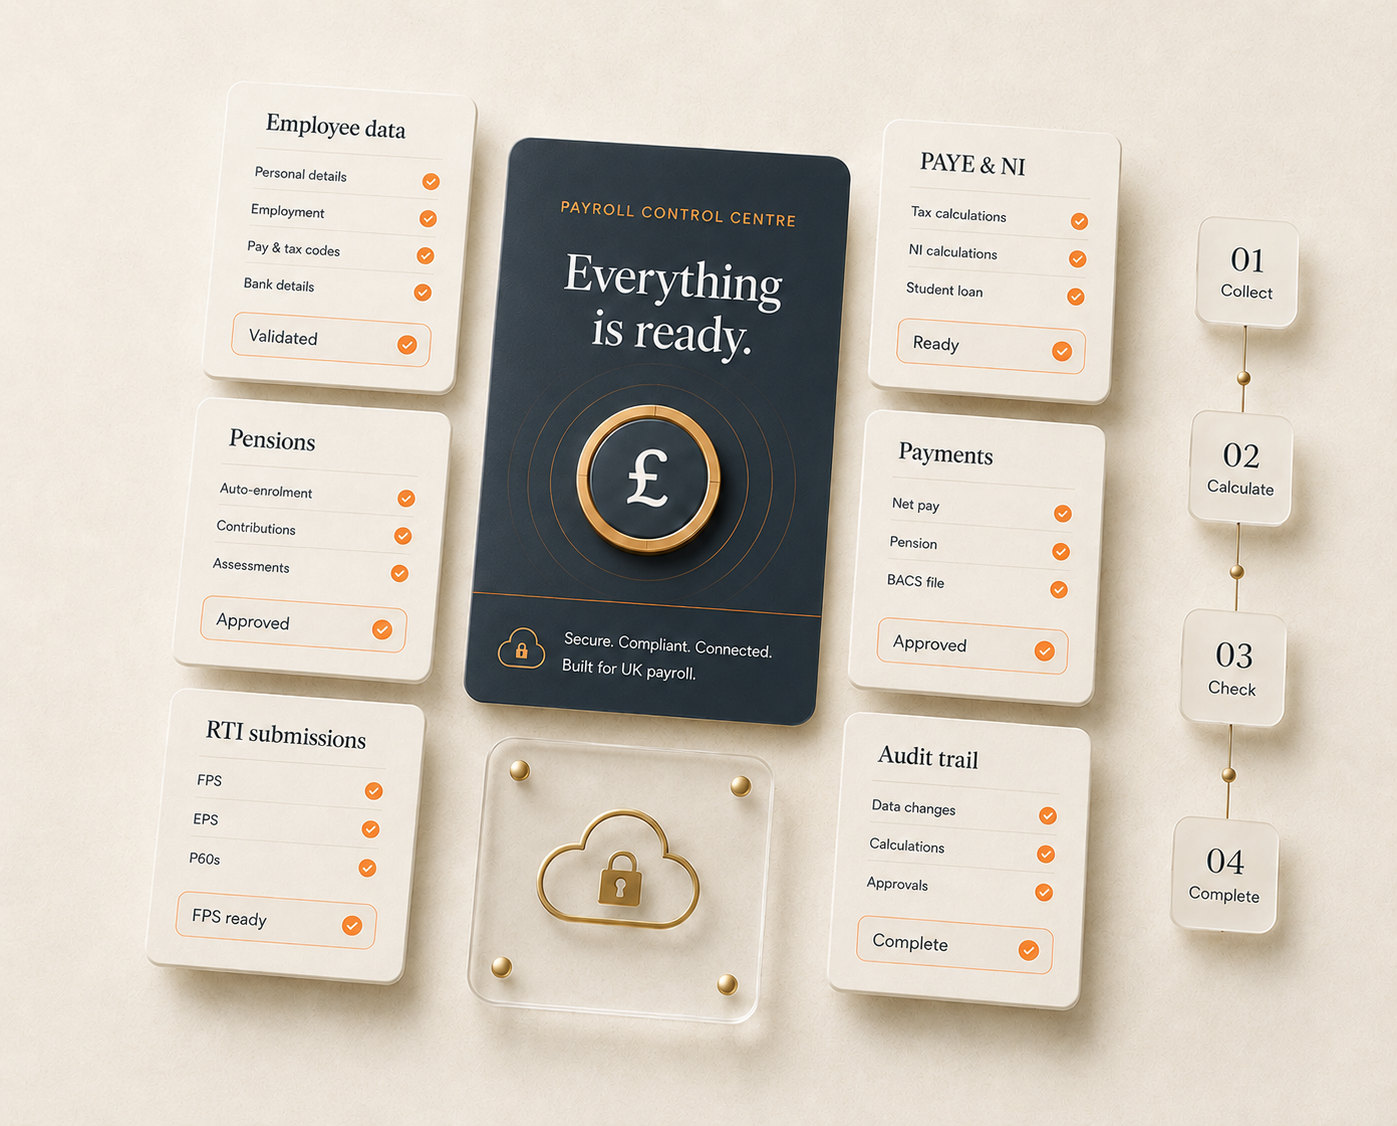 Employee data
Personal details
Employment
Pay & tax codes
Bank details
Validated
Pensions
Auto-enrolment
Contributions
Assessments
Approved
RTI submissions
FPS
EPS
P60s
FPS ready
PAYROLL CONTROL CENTRE
Everything
is ready.
£
Secure. Compliant. Connected.
Built for UK payroll.
PAYE & NI
Tax calculations
NI calculations
Student loan
Ready
Payments
Net pay
Pension
BACS file
Approved
Audit trail
Data changes
Calculations
Approvals
Complete
01
Collect
02
Calculate
03
Check
04
Complete